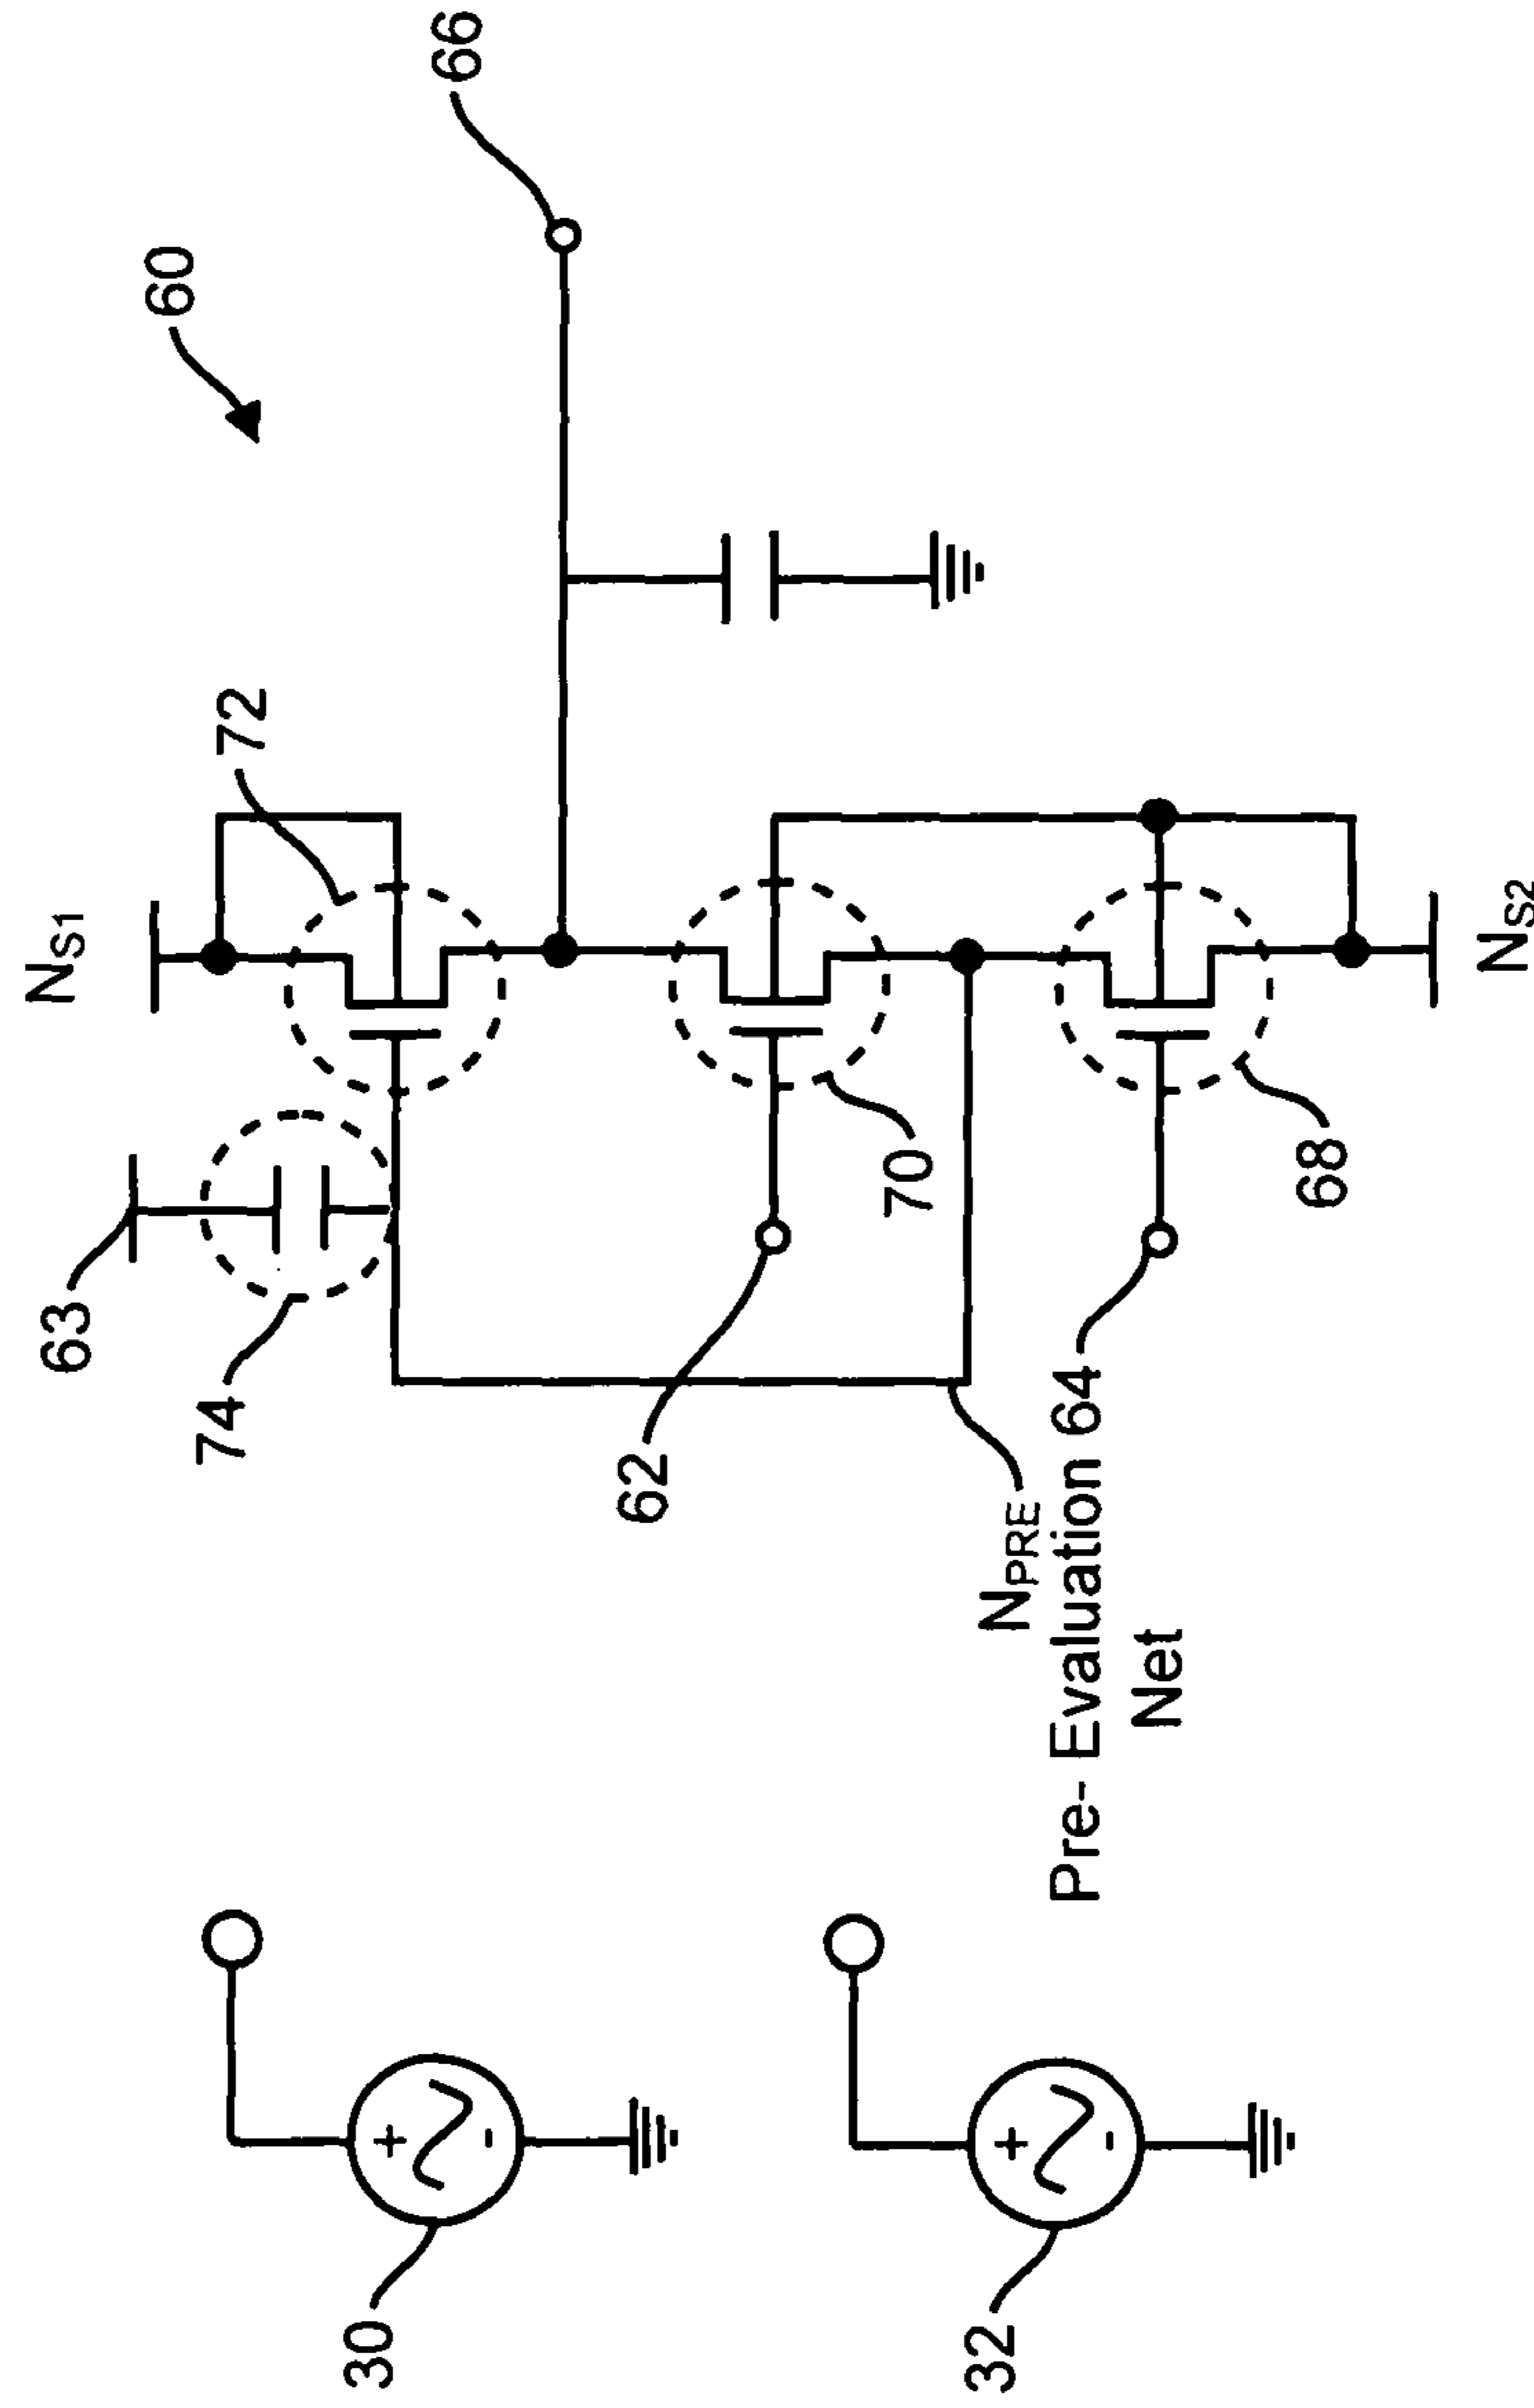 60
66
NS1
72
63
74
62
70
NPRE
Pre- Evaluation 64
Net
68
NS2
30
+
-
32
+
-